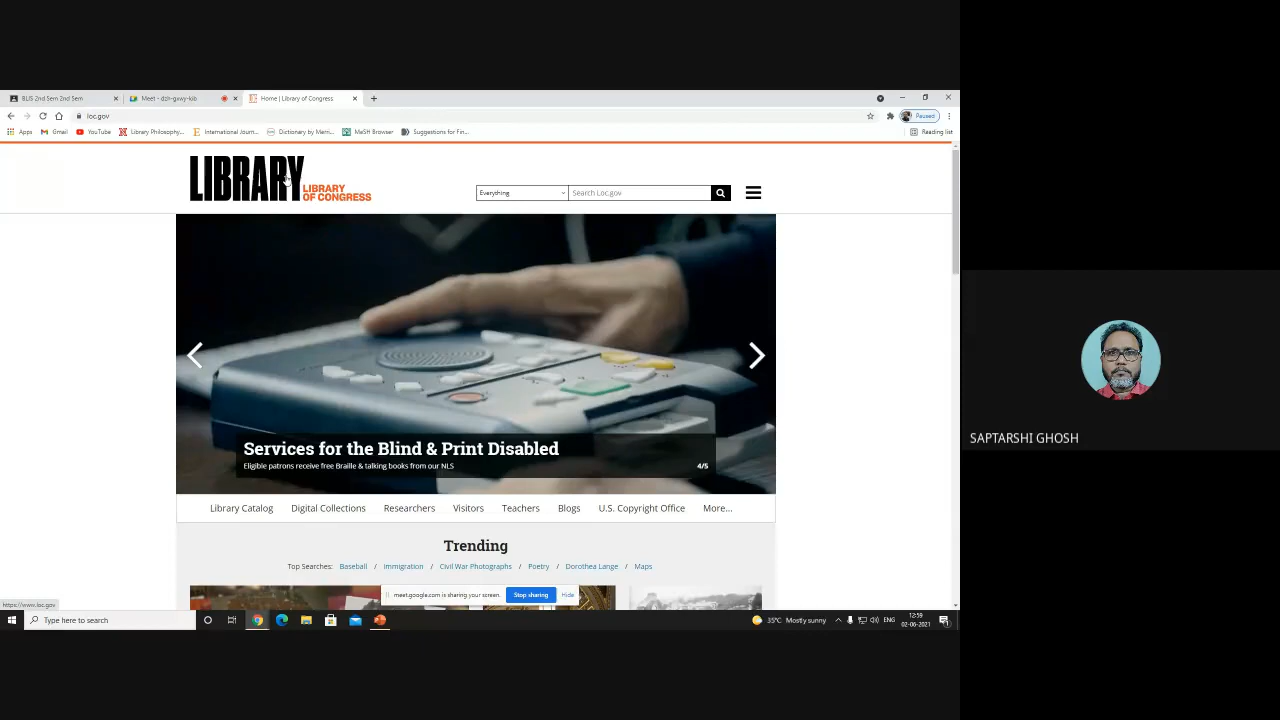 BLIS 2nd Sem 2nd Sem
Meet - dzii-gxwy-kib
Home | Library of Congress
loc.gov
Paused
Apps
Gmail
YouTube
Library Philosophy...
International Journ...
Dictionary by Merri...
MeSH Browser
Suggestions for Fin...
Reading list
LIBRARY
LIBRARY
OF CONGRESS
Everything
Search Loc.gov
Services for the Blind & Print Disabled
Eligible patrons receive free Braille & talking books from our NLS
4/5
Library Catalog
Digital Collections
Researchers
Visitors
Teachers
Blogs
U.S. Copyright Office
More...
Trending
Top Searches: Baseball / Immigration / Civil War Photographs / Poetry / Dorothea Lange / Maps
meet.google.com is sharing your screen.
Stop sharing
Hide
https://www.loc.gov
Type here to search
35°C Mostly sunny
ENG
12:59
02-06-2021
SAPTARSHI GHOSH